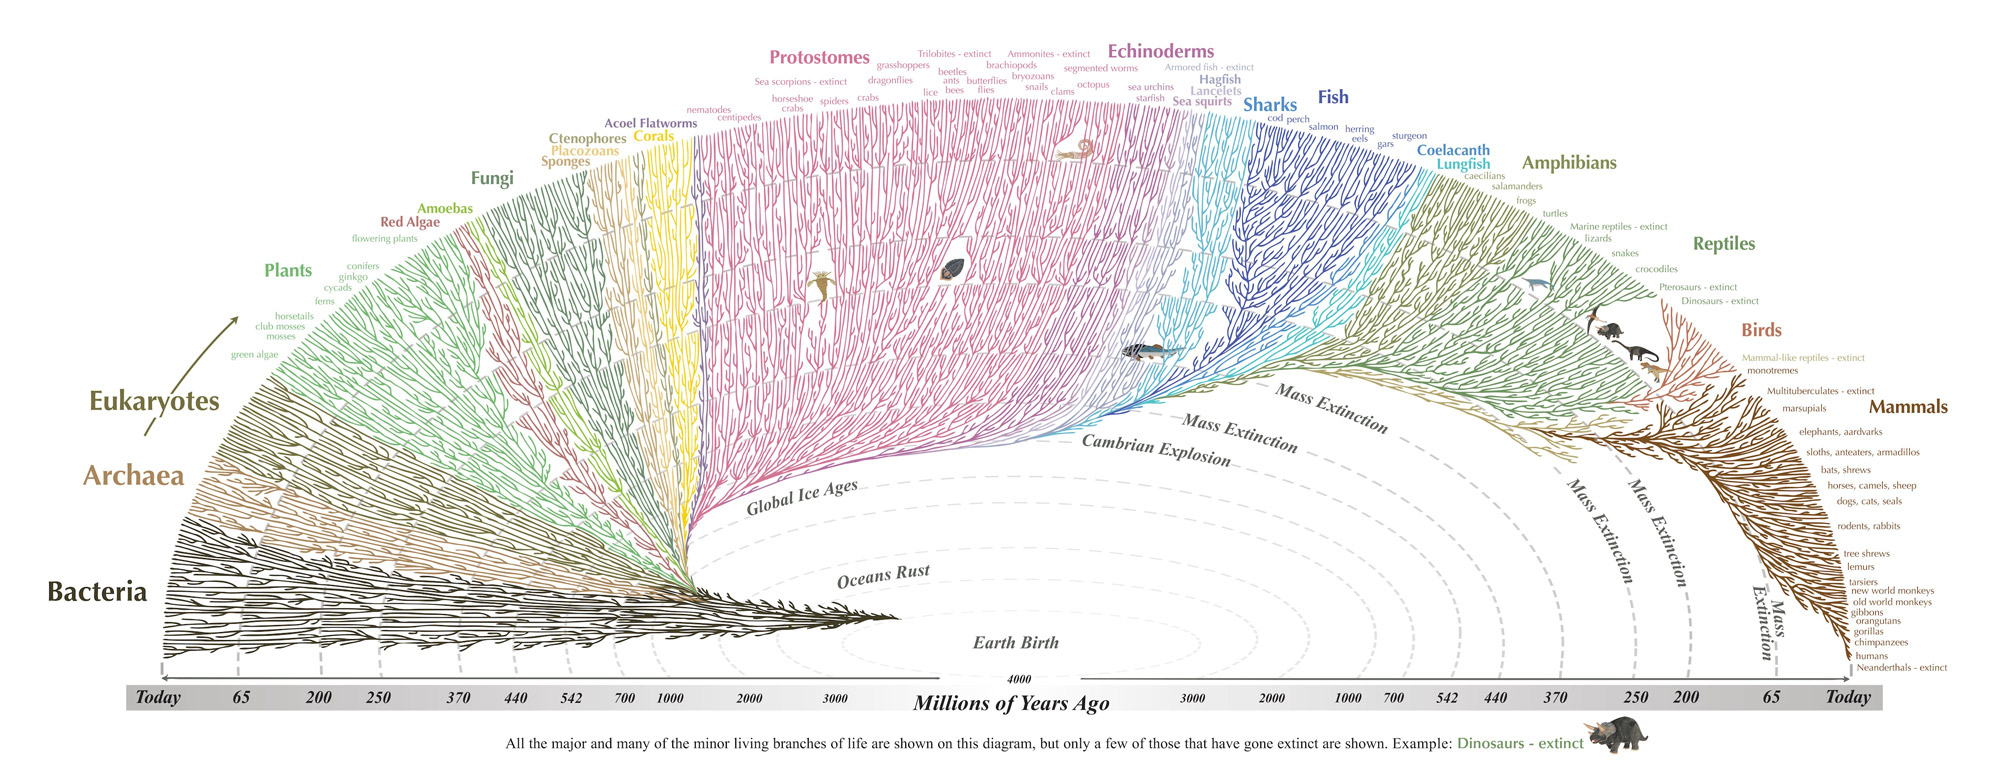 Bacteria
Archaea
Eukaryotes
green algae
mosses
club mosses
horsetails
ferns
cycads
ginkgo
conifers
Plants
flowering plants
Red Algae
Amoebas
Fungi
Sponges
Placozoans
Ctenophores
Corals
Acoel Flatworms
nematodes
centipedes
Protostomes
Sea scorpions - extinct
horseshoe
crabs
spiders
crabs
dragonflies
grasshoppers
Trilobites - extinct
lice
beetles
ants
bees
butterflies
flies
Ammonites - extinct
brachiopods
bryozoans
snails
clams
segmented worms
octopus
Echinoderms
sea urchins
starfish
Armored fish - extinct
Hagfish
Lancelets
Sea squirts
Sharks
Fish
cod
perch
salmon
herring
eels
gars
sturgeon
Coelacanth
Lungfish
Amphibians
caecilians
salamanders
frogs
turtles
Marine reptiles - extinct
lizards
snakes
Reptiles
crocodiles
Pterosaurs - extinct
Dinosaurs - extinct
Birds
Mammal-like reptiles - extinct
monotremes
Multituberculates - extinct
marsupials
Mammals
elephants, aardvarks
sloths, anteaters, armadillos
bats, shrews
horses, camels, sheep
dogs, cats, seals
rodents, rabbits
tree shrews
lemurs
tarsiers
new world monkeys
old world monkeys
gibbons
orangutans
gorillas
chimpanzees
humans
Neanderthals - extinct
Mass Extinction
Mass Extinction
Cambrian Explosion
Global Ice Ages
Mass Extinction
Mass Extinction
Mass
Extinction
Oceans Rust
Earth Birth
4000
Today 65 200 250 370 440 542 700 1000 2000 3000 Millions of Years Ago 3000 2000 1000 700 542 440 370 250 200 65 Today
All the major and many of the minor living branches of life are shown on this diagram, but only a few of those that have gone extinct are shown. Example: Dinosaurs - extinct